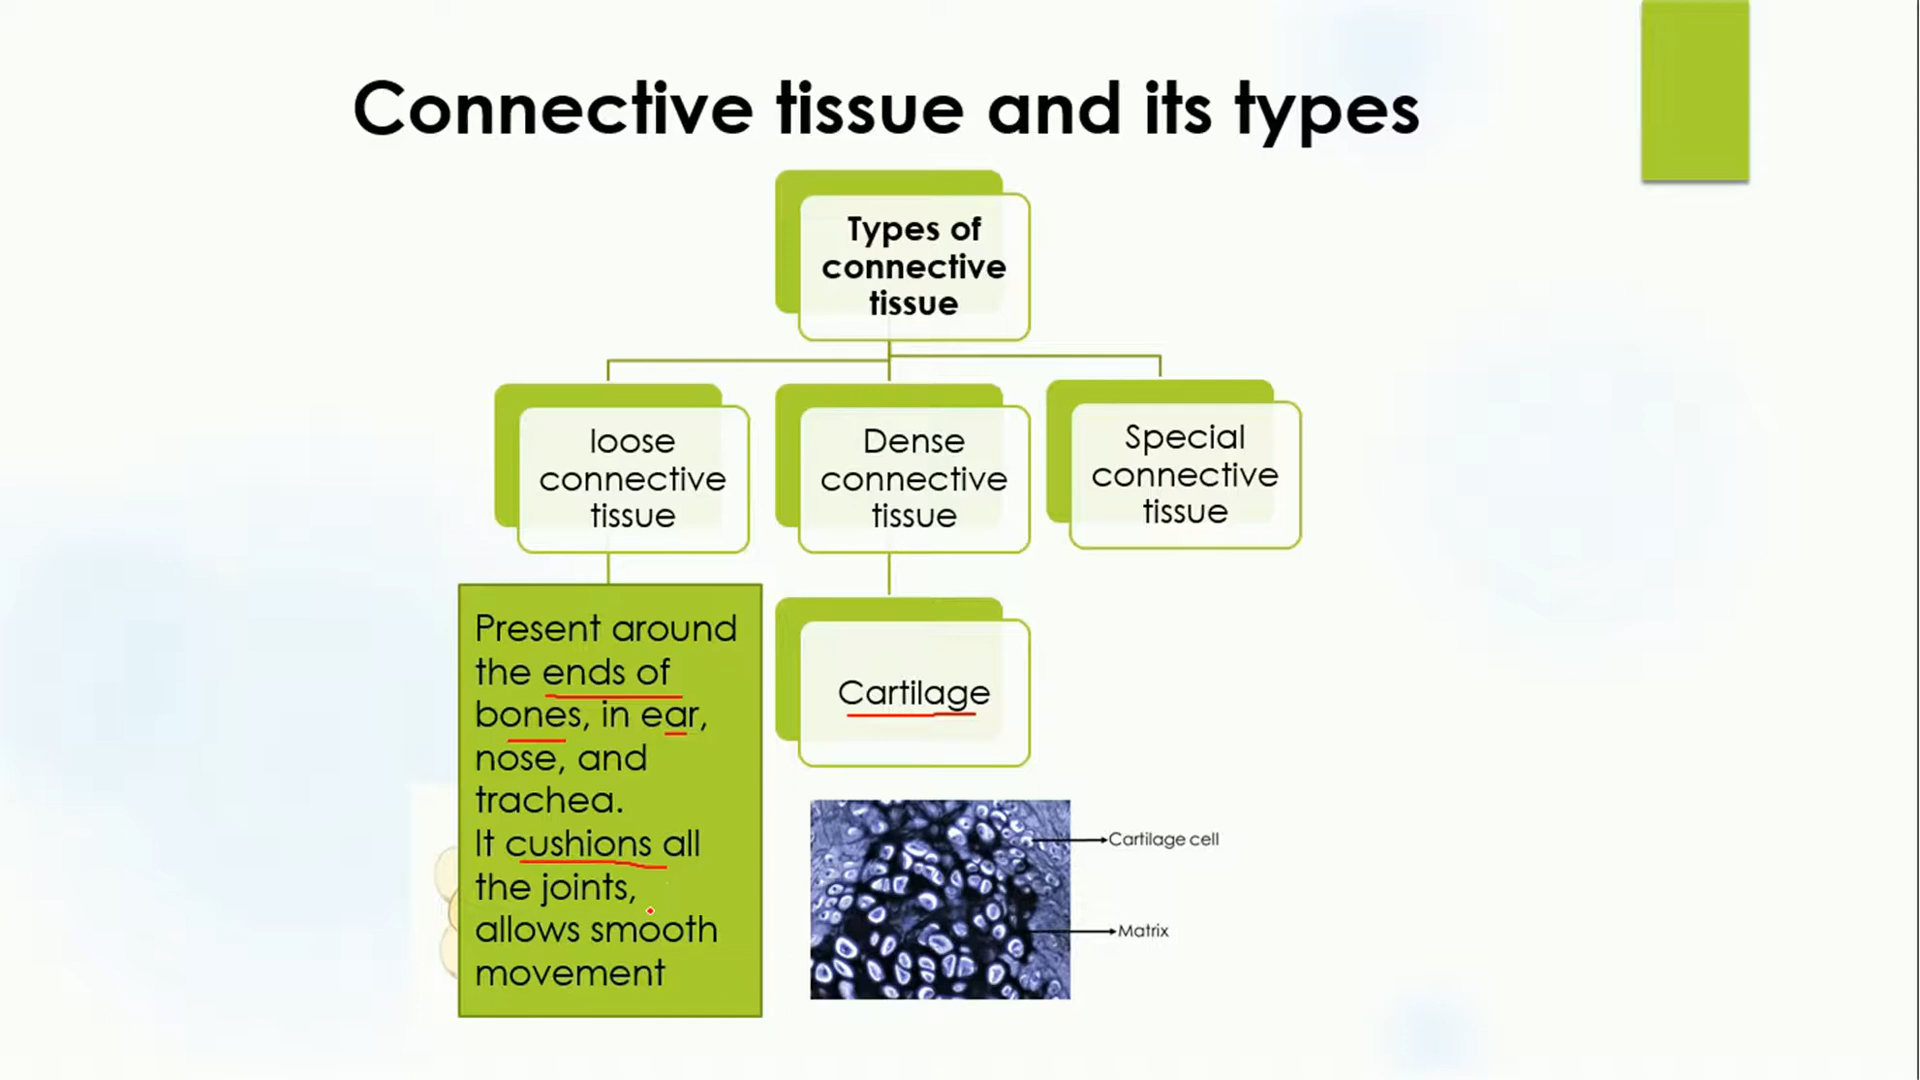 Connective tissue and its types
Types of
connective
tissue
loose
connective
tissue
Dense
connective
tissue
Special
connective
tissue
Present around
the ends of
bones, in ear,
nose, and
trachea.
It cushions all
the joints,
allows smooth
movement
Cartilage
Cartilage cell
Matrix